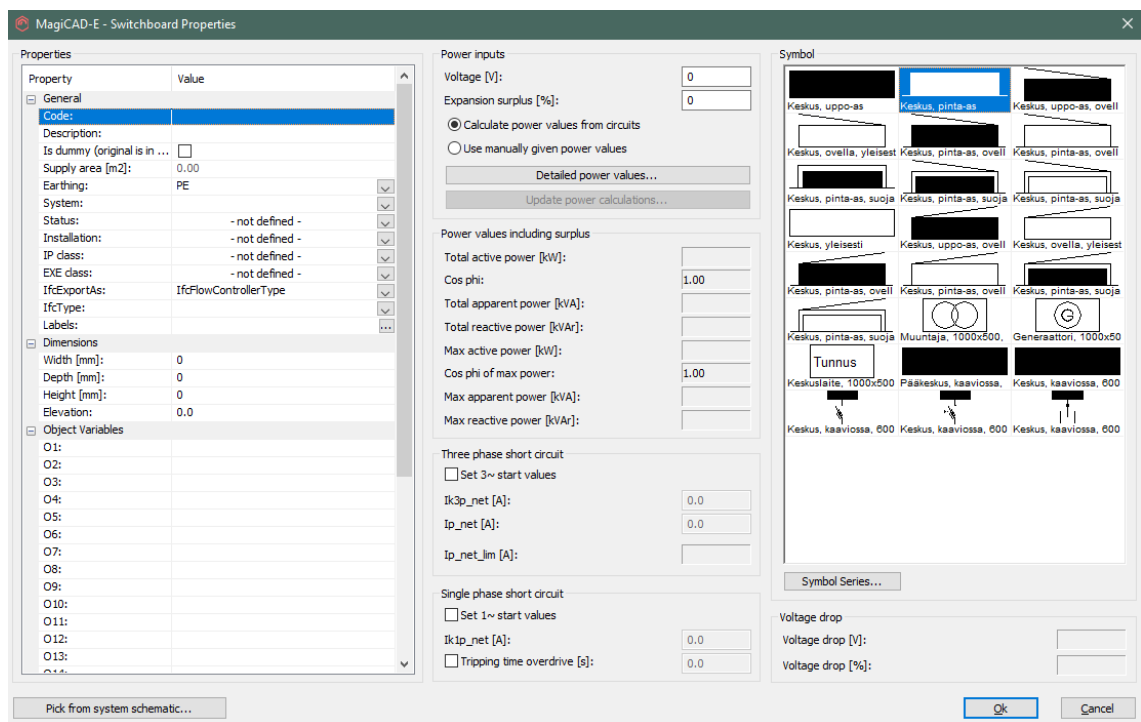 MagiCAD-E - Switchboard Properties
Properties
Property Value
General
Code:
Description:
Is dummy (original is in ...
Supply area [m2]: 0.00
Earthing: PE
System:
Status: - not defined -
Installation: - not defined -
IP class: - not defined -
EXE class: - not defined -
IfcExportAs: IfcFlowControllerType
IfcType:
Labels: ...
Dimensions
Width [mm]: 0
Depth [mm]: 0
Height [mm]: 0
Elevation: 0.0
Object Variables
O1:
O2:
O3:
O4:
O5:
O6:
O7:
O8:
O9:
O10:
O11:
O12:
O13:
O14:
Pick from system schematic...
Power inputs
Voltage [V]: 0
Expansion surplus [%]: 0
Calculate power values from circuits
Use manually given power values
Detailed power values...
Update power calculations...
Power values including surplus
Total active power [kW]:
Cos phi: 1.00
Total apparent power [kVA]:
Total reactive power [kVAr]:
Max active power [kW]:
Cos phi of max power: 1.00
Max apparent power [kVA]:
Max reactive power [kVAr]:
Three phase short circuit
Set 3~ start values
Ik3p_net [A]: 0.0
Ip_net [A]: 0.0
Ip_net_lim [A]:
Single phase short circuit
Set 1~ start values
Ik1p_net [A]: 0.0
Tripping time overdrive [s]: 0.0
Symbol
Keskus, uppo-as Keskus, pinta-as Keskus, uppo-as, ovell
Keskus, ovella, yleisest Keskus, pinta-as, ovell Keskus, pinta-as, ovell
Keskus, pinta-as, suoja Keskus, pinta-as, suoja Keskus, pinta-as, suoja
Keskus, yleisesti Keskus, uppo-as, ovell Keskus, ovella, yleisest
Keskus, pinta-as, ovell Keskus, pinta-as, ovell Keskus, pinta-as, suoja
G
Keskus, pinta-as, suoja Muuntaja, 1000x500, Generaattori, 1000x50
Tunnus
Keskuslaite, 1000x500 Pääkeskus, kaaviossa, Keskus, kaaviossa, 600
Keskus, kaaviossa, 600 Keskus, kaaviossa, 600 Keskus, kaaviossa, 600
Symbol Series...
Voltage drop
Voltage drop [V]:
Voltage drop [%]:
Ok Cancel